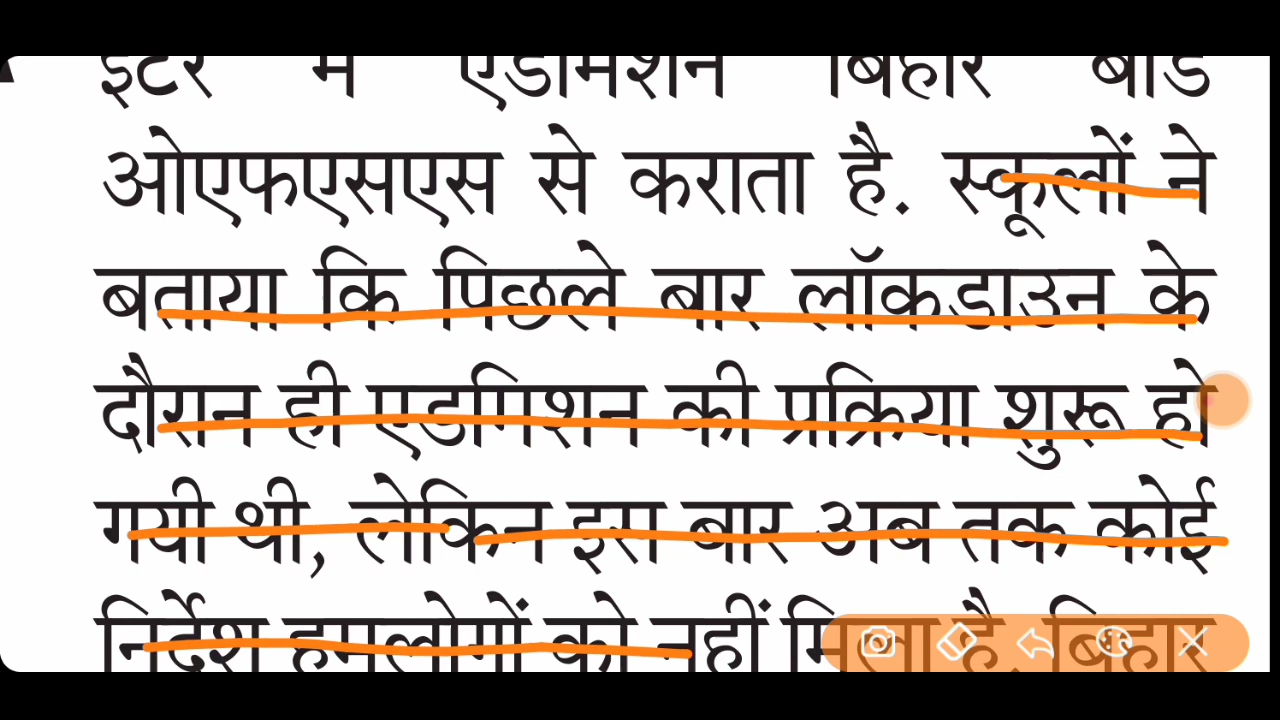 इंटर में एडमिशन बिहार बोर्ड
ओएफएसएस से कराता है. स्कूलों ने
बताया कि पिछले बार लॉकडाउन के
दौरान ही एडमिशन की प्रक्रिया शुरू हो
गयी थी, लेकिन इस बार अब तक कोई
निर्देश हमलोगों को नहीं मिला है. बिहार